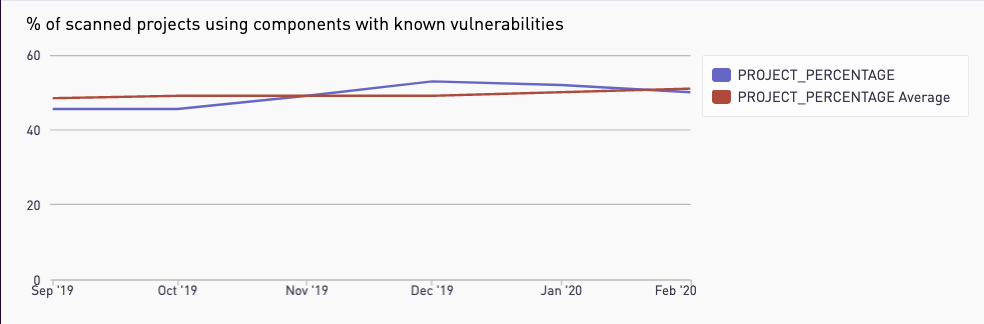 % of scanned projects using components with known vulnerabilities
60
PROJECT_PERCENTAGE
PROJECT_PERCENTAGE Average
40
20
0
Sep '19 Oct '19 Nov '19 Dec '19 Jan '20 Feb '20